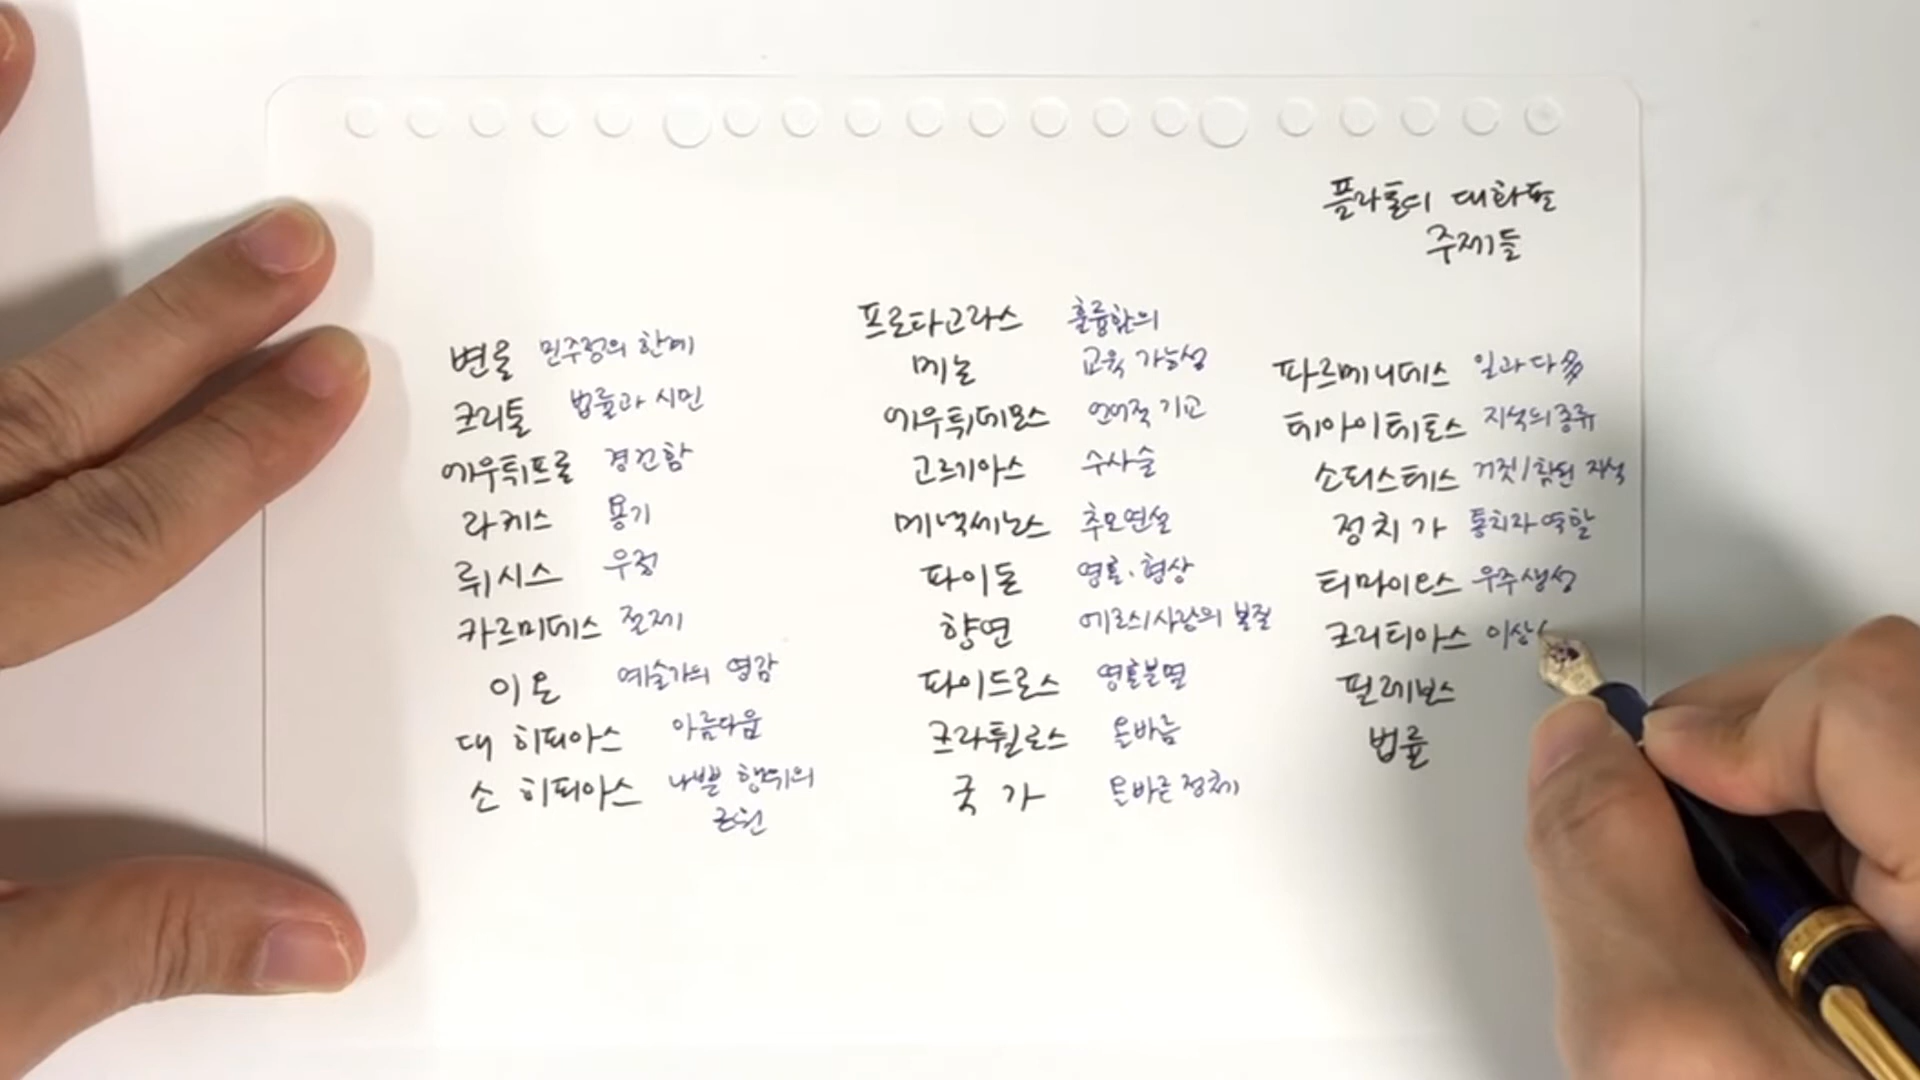 플라톤의 대화편
주제들
변울 민주정의 한계
크리톤 법률과 시민
에우튀프론 경건함
라케스 용기
뤼시스 우정
카르미데스 절제
이온 예술가의 영감
대 히피아스 아름다움
소 히피아스 나쁜 행위의
근원
프로타고라스 훌륭함의
메논 교육 가능성
에우튀데모스 언어적 기교
고르기아스 수사술
메넥세노스 추모연설
파이돈 영혼·형상
향연 에로스/사랑의 본질
파이드로스 영혼불멸
크라튈로스 올바름
국가 올바른 정체
파르메니데스 일과 다 多
테아이테토스 지식의 종류
소피스테스 거짓/참된 지식
정치가 통치자 역할
티마이오스 우주생성
크리티아스 이상
필레보스
법률